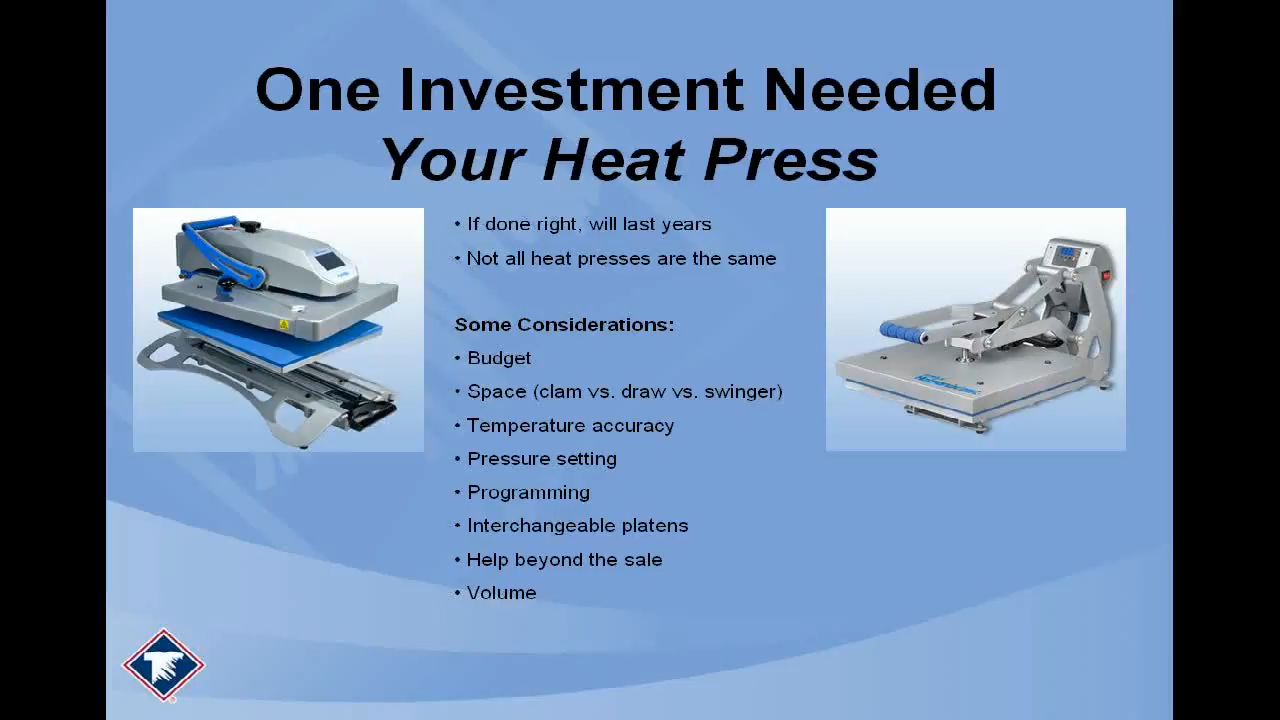 One Investment Needed
Your Heat Press
• If done right, will last years
• Not all heat presses are the same
Some Considerations:
• Budget
• Space (clam vs. draw vs. swinger)
• Temperature accuracy
• Pressure setting
• Programming
• Interchangeable platens
• Help beyond the sale
• Volume